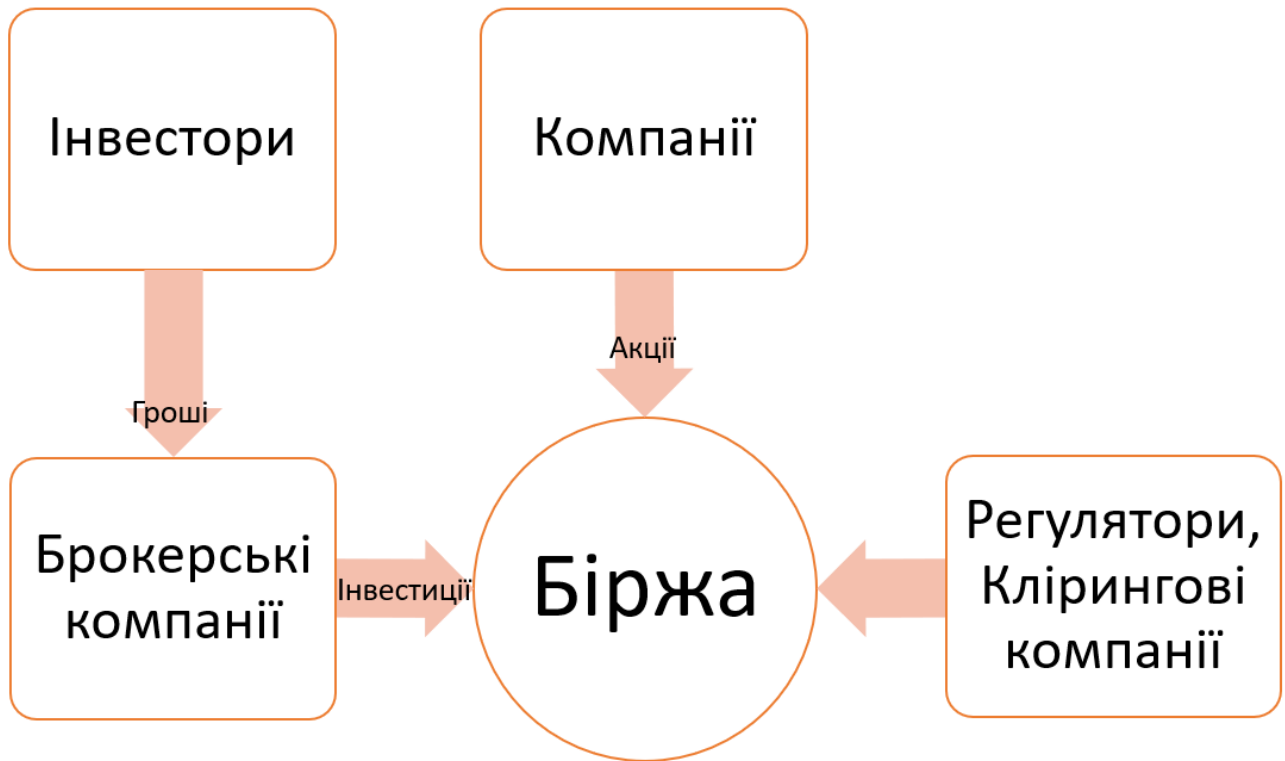 Інвестори
Компанії
Акції
Гроші
Брокерські
компанії
Інвестиції
Біржа
Регулятори,
Клірингові
компанії